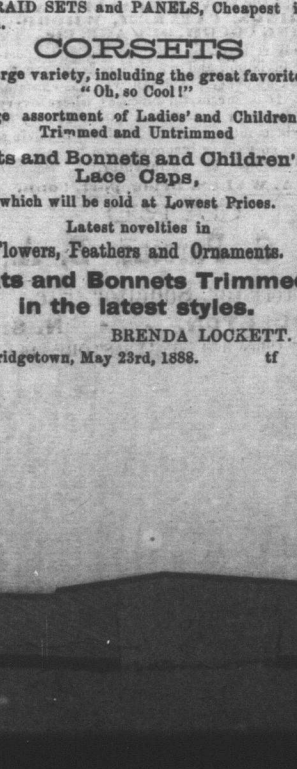 RAID SETS and PANELS, Cheapest i
.
CORSETS
rge variety, including the great favorite
"Oh, so Cool!"
ge assortment of Ladies' and Children
Trimmed and Untrimmed
ts and Bonnets and Children'
Lace Caps,
which will be sold at Lowest Prices.
Latest novelties in
Flowers, Feathers and Ornaments.
ts and Bonnets Trimmed
in the latest styles.
BRENDA LOCKETT.
ridgetown, May 23rd, 1888. tf